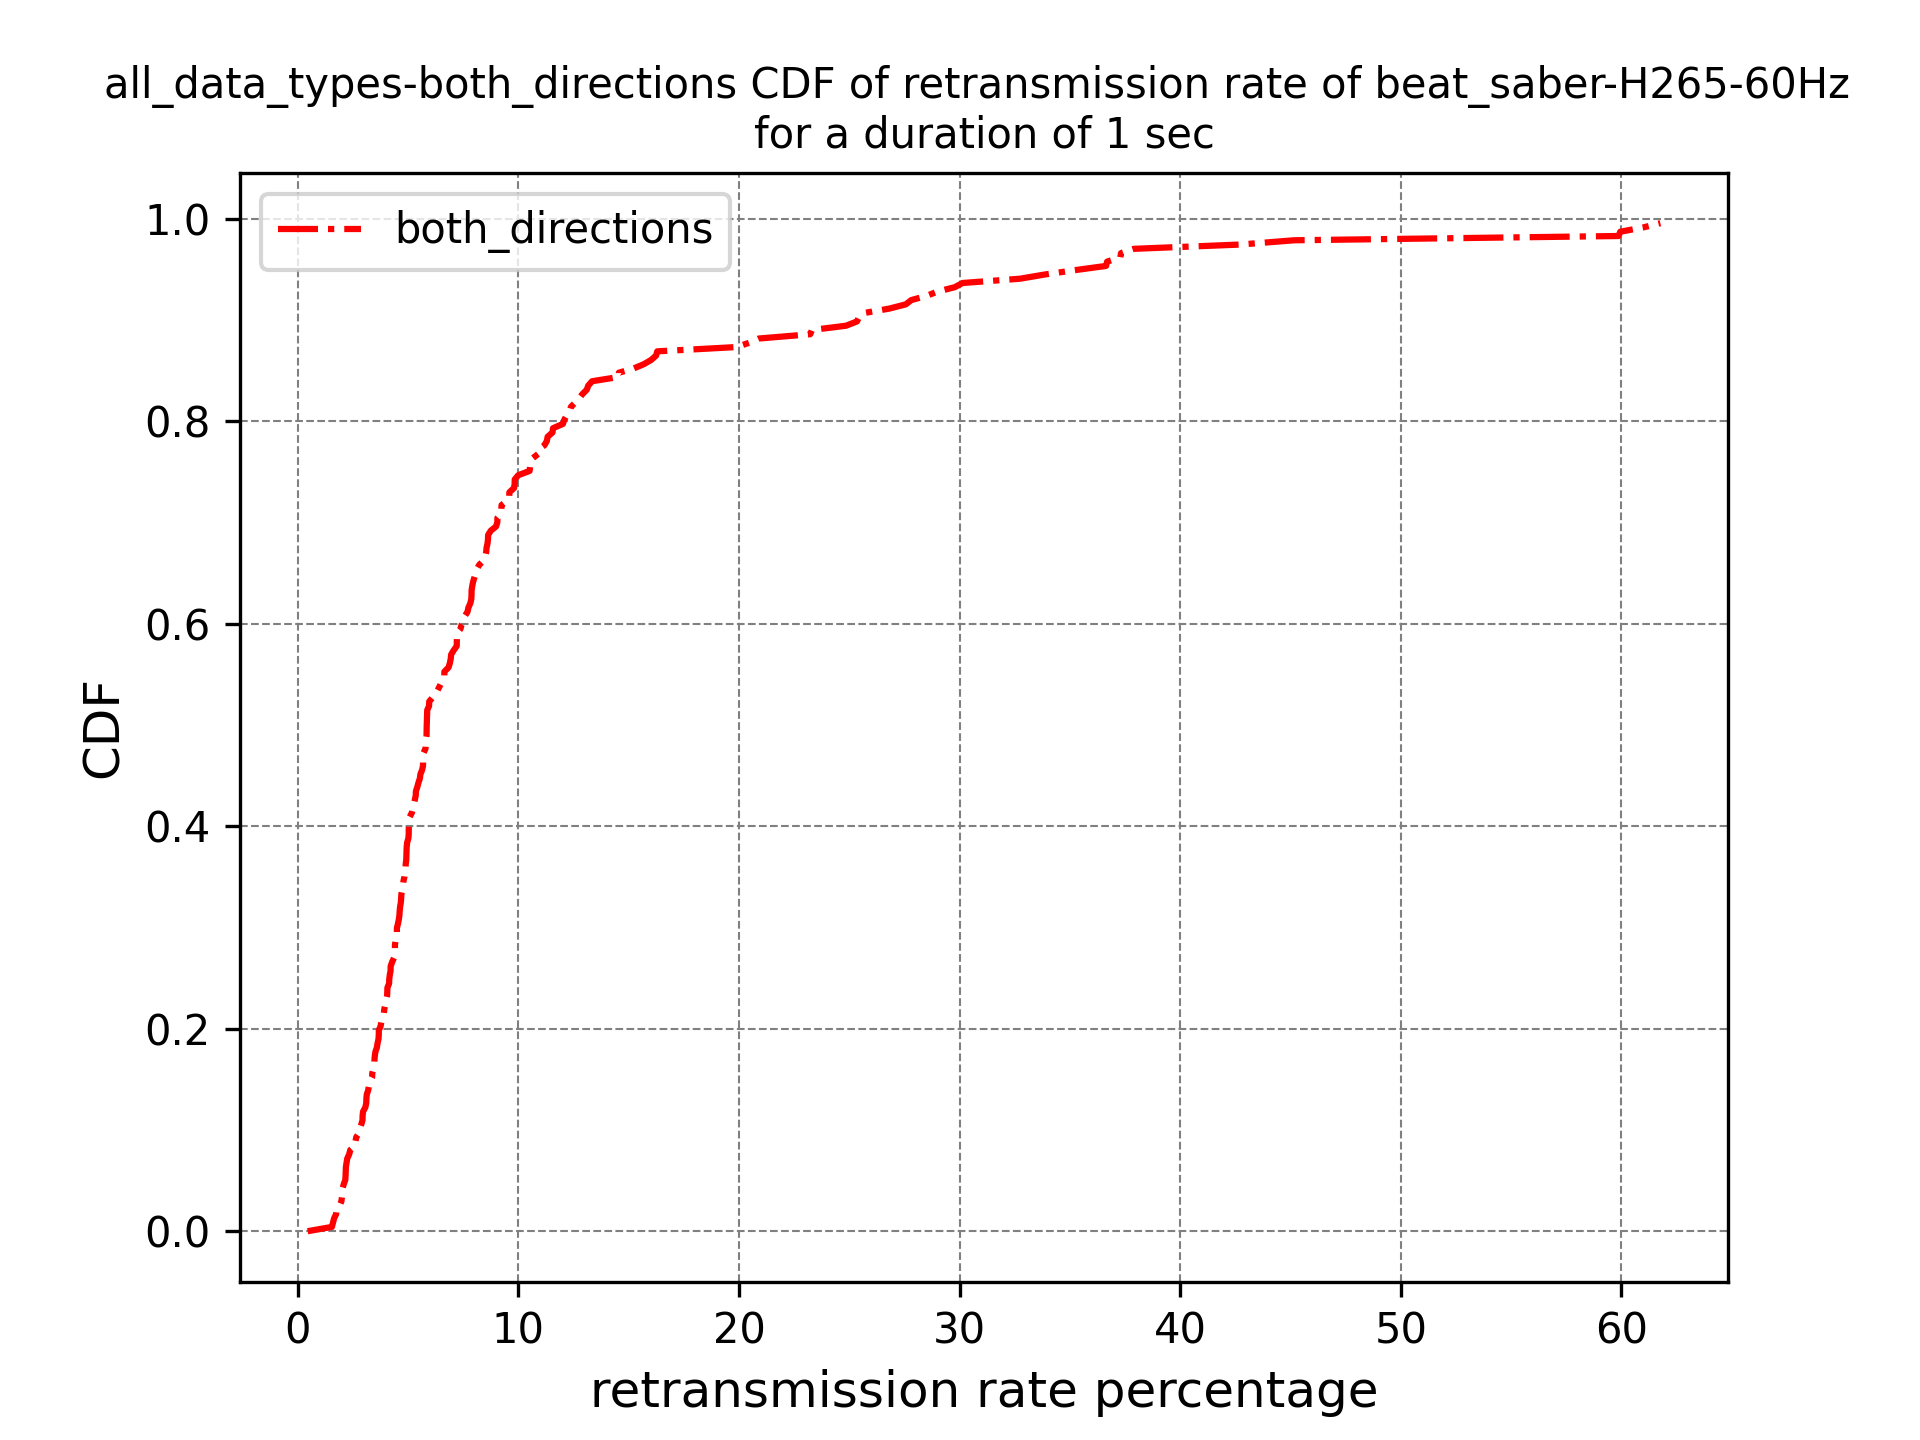 all_data_types-both_directions CDF of retransmission rate of beat_saber-H265-60Hz
for a duration of 1 sec
both_directions
1.0
0.8
0.6
0.4
0.2
0.0
CDF
0 10 20 30 40 50 60
retransmission rate percentage